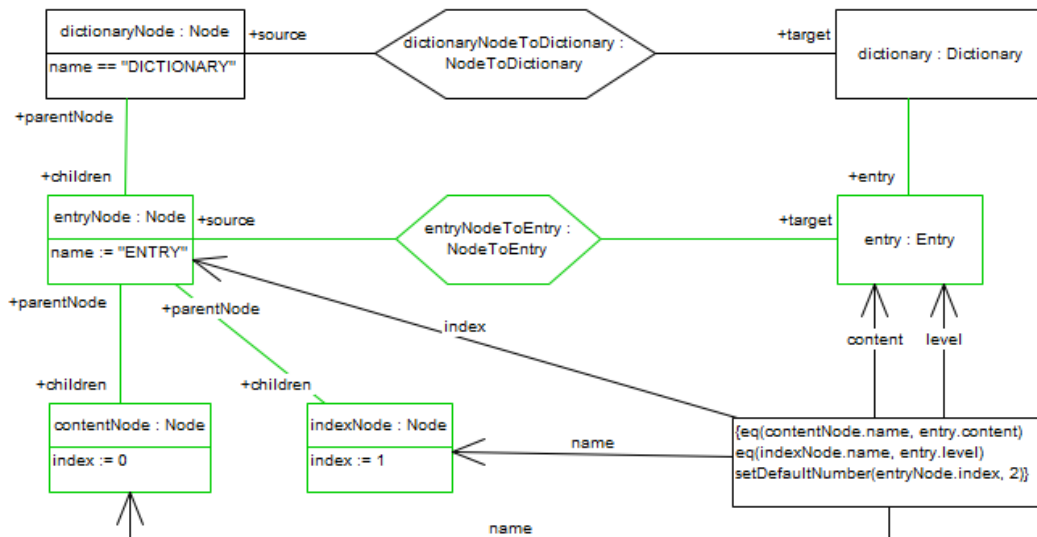 dictionaryNode : Node
name == "DICTIONARY"
+source
dictionaryNodeToDictionary :
NodeToDictionary
+target
dictionary : Dictionary
+parentNode
+children
+entry
entryNode : Node
name := "ENTRY"
+source
entryNodeToEntry :
NodeToEntry
+target
entry : Entry
+parentNode
+parentNode
index
content
level
+children
+children
contentNode : Node
index := 0
indexNode : Node
index := 1
name
{eq(contentNode.name, entry.content)
eq(indexNode.name, entry.level)
setDefaultNumber(entryNode.index, 2)}
name